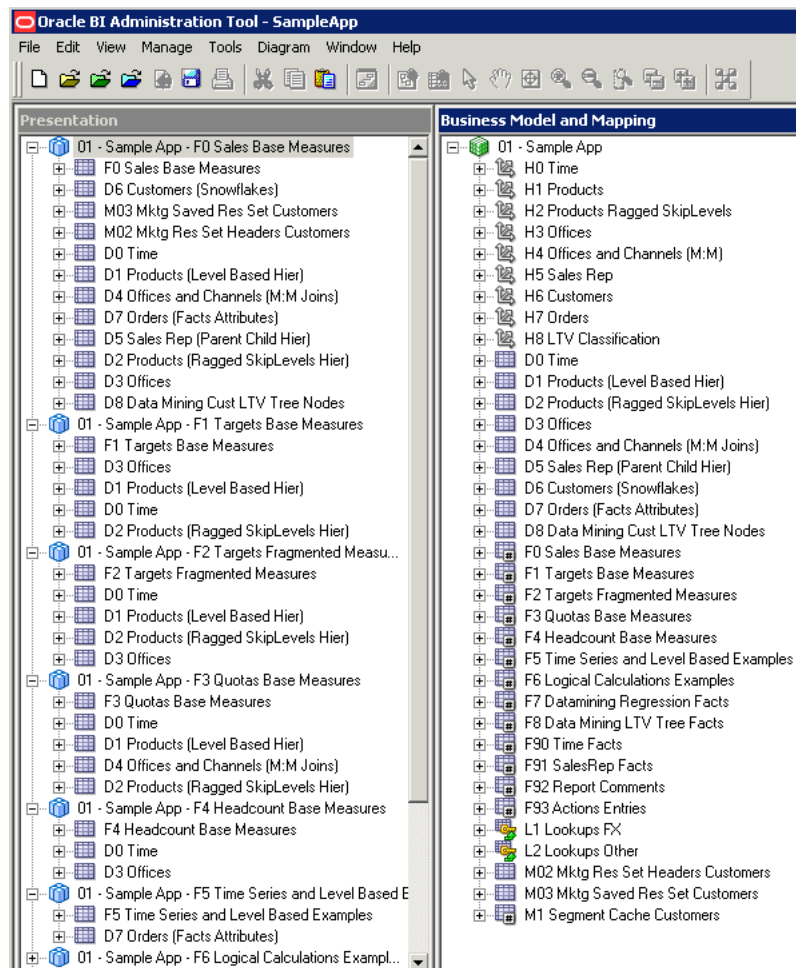 Oracle BI Administration Tool - SampleApp
File Edit View Manage Tools Diagram Window Help
Presentation
01 - Sample App - F0 Sales Base Measures
F0 Sales Base Measures
D6 Customers (Snowflakes)
M03 Mktg Saved Res Set Customers
M02 Mktg Res Set Headers Customers
D0 Time
D1 Products (Level Based Hier)
D4 Offices and Channels (M:M Joins)
D7 Orders (Facts Attributes)
D5 Sales Rep (Parent Child Hier)
D2 Products (Ragged SkipLevels Hier)
D3 Offices
D8 Data Mining Cust LTV Tree Nodes
01 - Sample App - F1 Targets Base Measures
F1 Targets Base Measures
D3 Offices
D1 Products (Level Based Hier)
D0 Time
D2 Products (Ragged SkipLevels Hier)
01 - Sample App - F2 Targets Fragmented Measu...
F2 Targets Fragmented Measures
D0 Time
D1 Products (Level Based Hier)
D2 Products (Ragged SkipLevels Hier)
D3 Offices
01 - Sample App - F3 Quotas Base Measures
F3 Quotas Base Measures
D0 Time
D1 Products (Level Based Hier)
D4 Offices and Channels (M:M Joins)
D2 Products (Ragged SkipLevels Hier)
01 - Sample App - F4 Headcount Base Measures
F4 Headcount Base Measures
D0 Time
D3 Offices
01 - Sample App - F5 Time Series and Level Based E
F5 Time Series and Level Based Examples
D7 Orders (Facts Attributes)
01 - Sample App - F6 Logical Calculations Exampl...
Business Model and Mapping
01 - Sample App
H0 Time
H1 Products
H2 Products Ragged SkipLevels
H3 Offices
H4 Offices and Channels (M:M)
H5 Sales Rep
H6 Customers
H7 Orders
H8 LTV Classification
D0 Time
D1 Products (Level Based Hier)
D2 Products (Ragged SkipLevels Hier)
D3 Offices
D4 Offices and Channels (M:M Joins)
D5 Sales Rep (Parent Child Hier)
D6 Customers (Snowflakes)
D7 Orders (Facts Attributes)
D8 Data Mining Cust LTV Tree Nodes
F0 Sales Base Measures
F1 Targets Base Measures
F2 Targets Fragmented Measures
F3 Quotas Base Measures
F4 Headcount Base Measures
F5 Time Series and Level Based Examples
F6 Logical Calculations Examples
F7 Datamining Regression Facts
F8 Data Mining LTV Tree Facts
F90 Time Facts
F91 SalesRep Facts
F92 Report Comments
F93 Actions Entries
L1 Lookups FX
L2 Lookups Other
M02 Mktg Res Set Headers Customers
M03 Mktg Saved Res Set Customers
M1 Segment Cache Customers